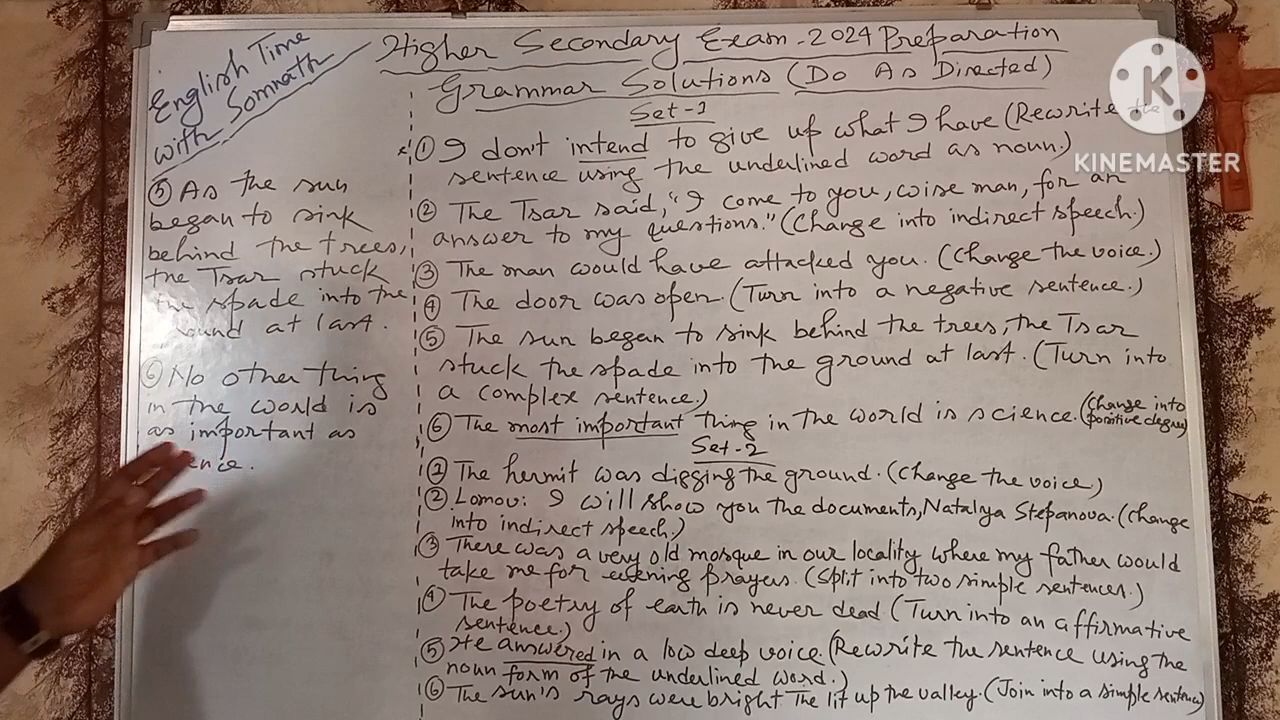 English Time
with Somnath
Higher Secondary Exam-2024 Preparation
Grammar Solutions (Do As Directed)
Set-1
① I don't intend to give up what I have (Rewrite the
sentence using the underlined word as noun.)
② The Tsar said, "I come to you, wise man, for an
answer to my questions." (Change into indirect speech.)
③ The man would have attacked you. (Change the voice.)
④ The door was open. (Turn into a negative sentence.)
⑤ The sun began to sink behind the trees, the Tsar
stuck the spade into the ground at last. (Turn into
a complex sentence.)
⑥ The most important thing in the world is science. (Change into
positive degree)
Set-2
① The hermit was digging the ground. (Change the voice)
② Lomov: I will show you the documents, Natalya Stepanova. (Change
into indirect speech.)
③ There was a very old mosque in our locality where my father would
take me for evening prayers. (Split into two simple sentences.)
④ The poetry of earth is never dead (Turn into an affirmative
sentence.)
⑤ He answered in a low deep voice. (Rewrite the sentence using the
noun form of the underlined word.)
⑥ The sun's rays were bright The lit up the valley. (Join into a simple sentence)
⑤ As the sun
began to sink
behind the trees,
the Tsar stuck
the spade into the
at last.
⑥ No other thing
in the world is
as important as
KINEMASTER